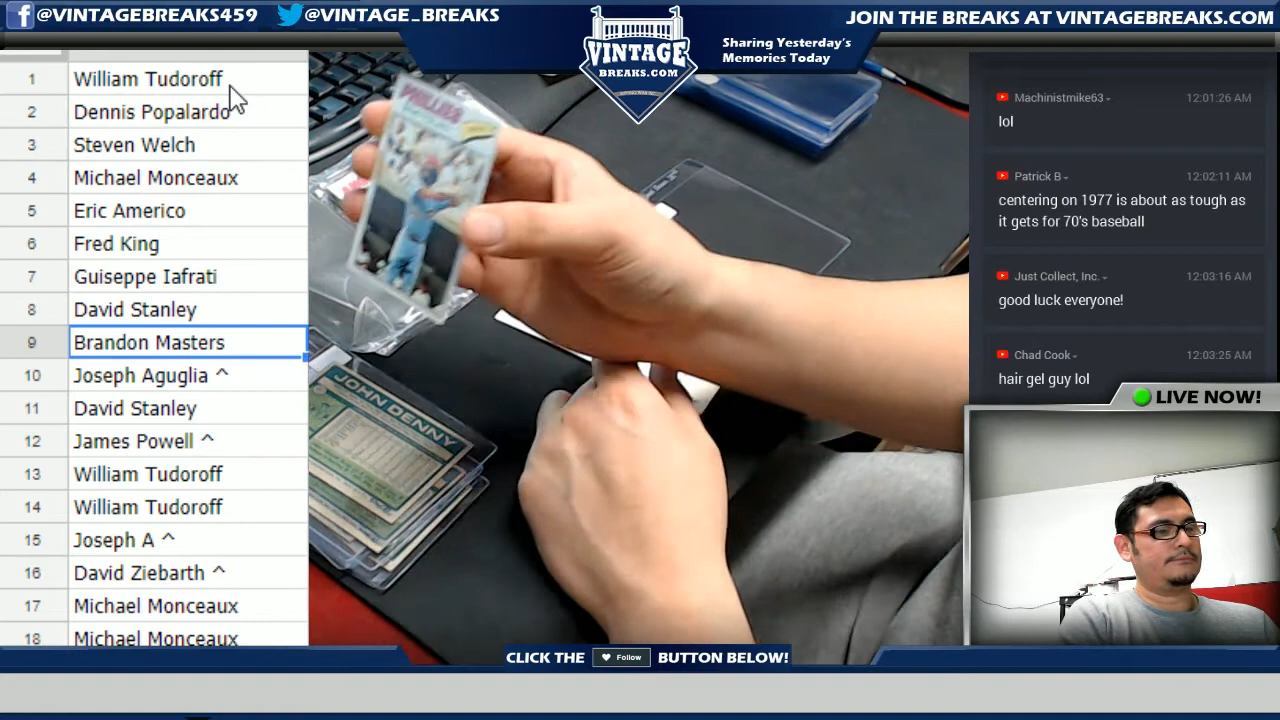 @VINTAGEBREAKS459
@VINTAGE_BREAKS
VINTAGE
BREAKS.COM
Sharing Yesterday's
Memories Today
JOIN THE BREAKS AT VINTAGEBREAKS.COM
1 William Tudoroff
2 Dennis Popalardo
3 Steven Welch
4 Michael Monceaux
5 Eric Americo
6 Fred King
7 Guiseppe Iafrati
8 David Stanley
9 Brandon Masters
10 Joseph Aguglia ^
11 David Stanley
12 James Powell ^
13 William Tudoroff
14 William Tudoroff
15 Joseph A ^
16 David Ziebarth ^
17 Michael Monceaux
18 Michael Monceaux
PHILLIES
JOHN DENNY
Machinistmike63 12:01:26 AM
lol
Patrick B 12:02:11 AM
centering on 1977 is about as tough as
it gets for 70's baseball
Just Collect, Inc. 12:03:16 AM
good luck everyone!
Chad Cook 12:03:25 AM
hair gel guy lol
LIVE NOW!
CLICK THE Follow BUTTON BELOW!